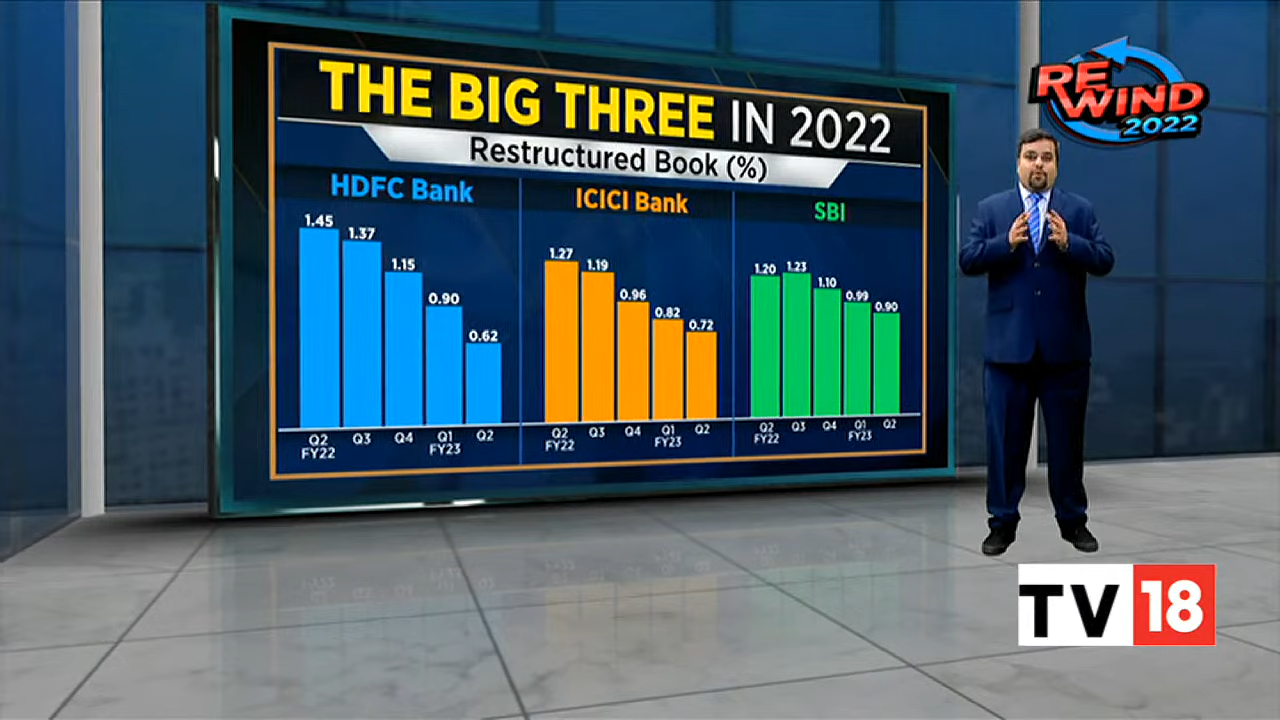 THE BIG THREE IN 2022
Restructured Book (%)
HDFC Bank
1.45
1.37
1.15
0.90
0.62
Q2 Q3 Q4 Q1 Q2
FY22 FY23
ICICI Bank
1.27
1.19
0.96
0.82
0.72
Q2 Q3 Q4 Q1 Q2
FY22 FY23
SBI
1.20
1.23
1.10
0.99
0.90
Q2 Q3 Q4 Q1 Q2
FY22 FY23
RE
WIND
2022
TV18